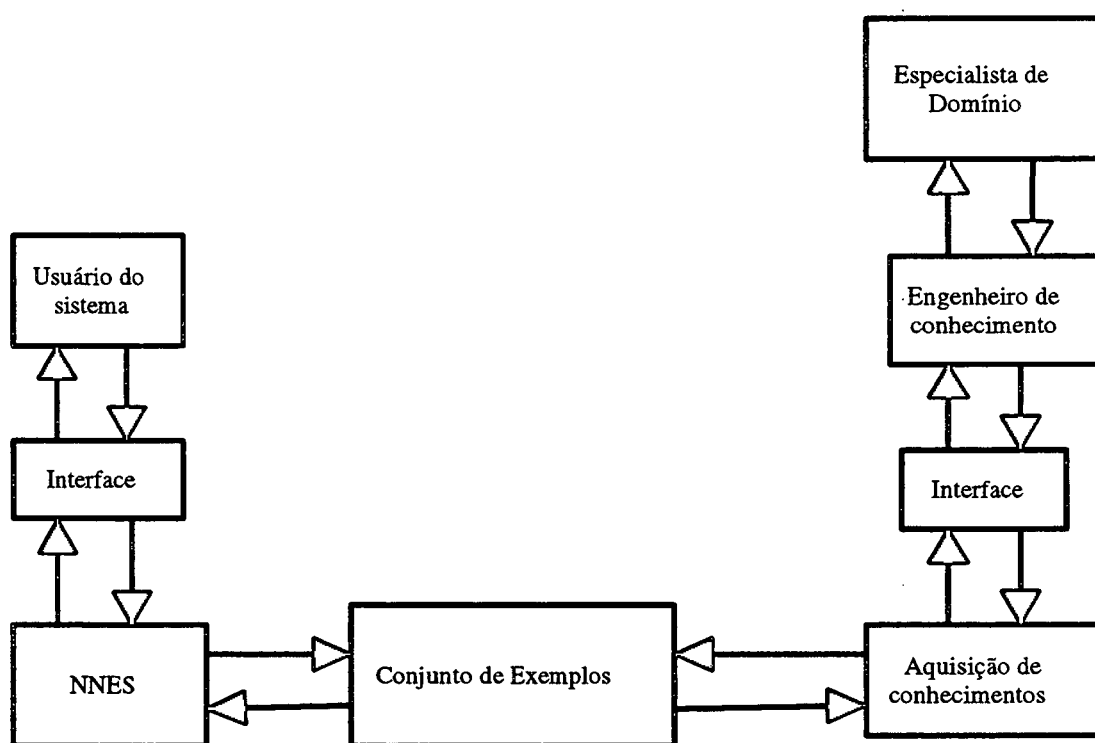 Especialista de
Domínio
Usuário do
sistema
Engenheiro de
conhecimento
Interface
Interface
NNES
Conjunto de Exemplos
Aquisição de
conhecimentos